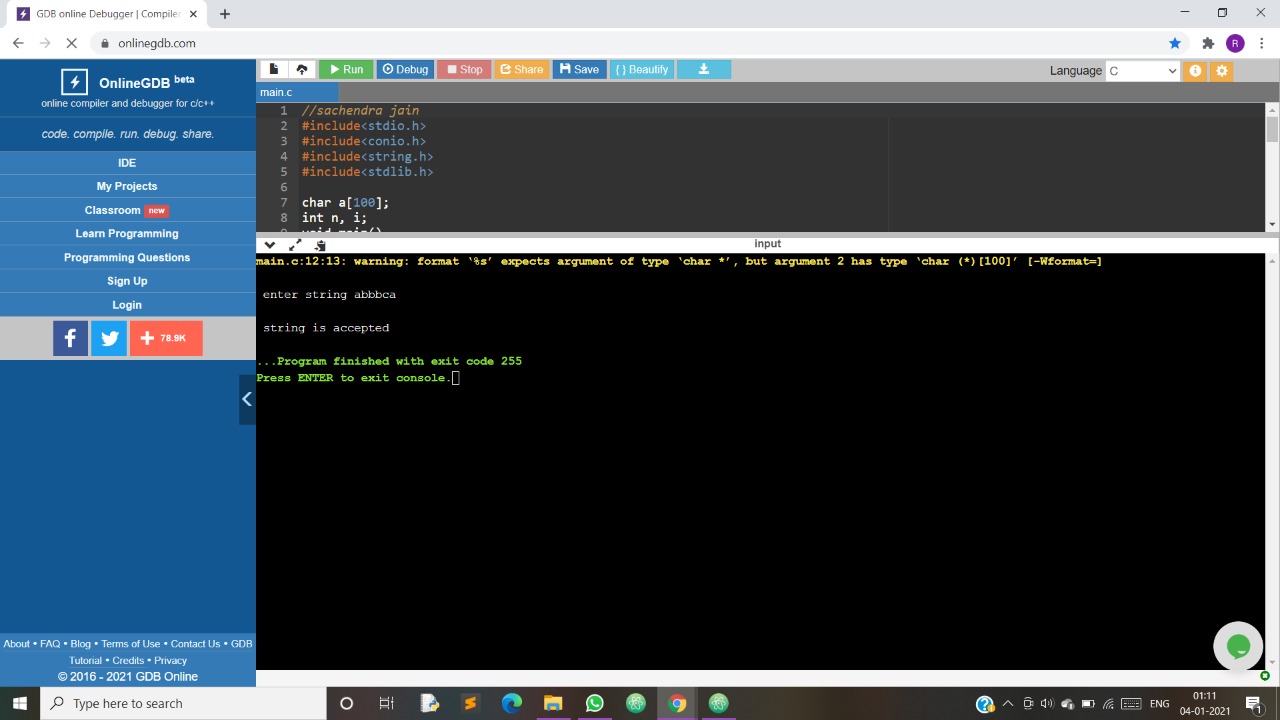 GDB online Debugger | Compiler
onlinegdb.com
R
OnlineGDB beta
online compiler and debugger for c/c++
code. compile. run. debug. share.
IDE
My Projects
Classroom new
Learn Programming
Programming Questions
Sign Up
Login
78.9K
About • FAQ • Blog • Terms of Use • Contact Us • GDB
Tutorial • Credits • Privacy
© 2016 - 2021 GDB Online
Run Debug Stop Share Save { } Beautify
Language C
main.c
1 //sachendra jain
2 #include<stdio.h>
3 #include<conio.h>
4 #include<string.h>
5 #include<stdlib.h>
6
7 char a[100];
8 int n, i;
9 void main()
input
main.c:12:13: warning: format ‘%s’ expects argument of type ‘char *’, but argument 2 has type ‘char (*)[100]’ [-Wformat=]
enter string abbbca
string is accepted
...Program finished with exit code 255
Press ENTER to exit console.
Type here to search
ENG
01:11
04-01-2021
1